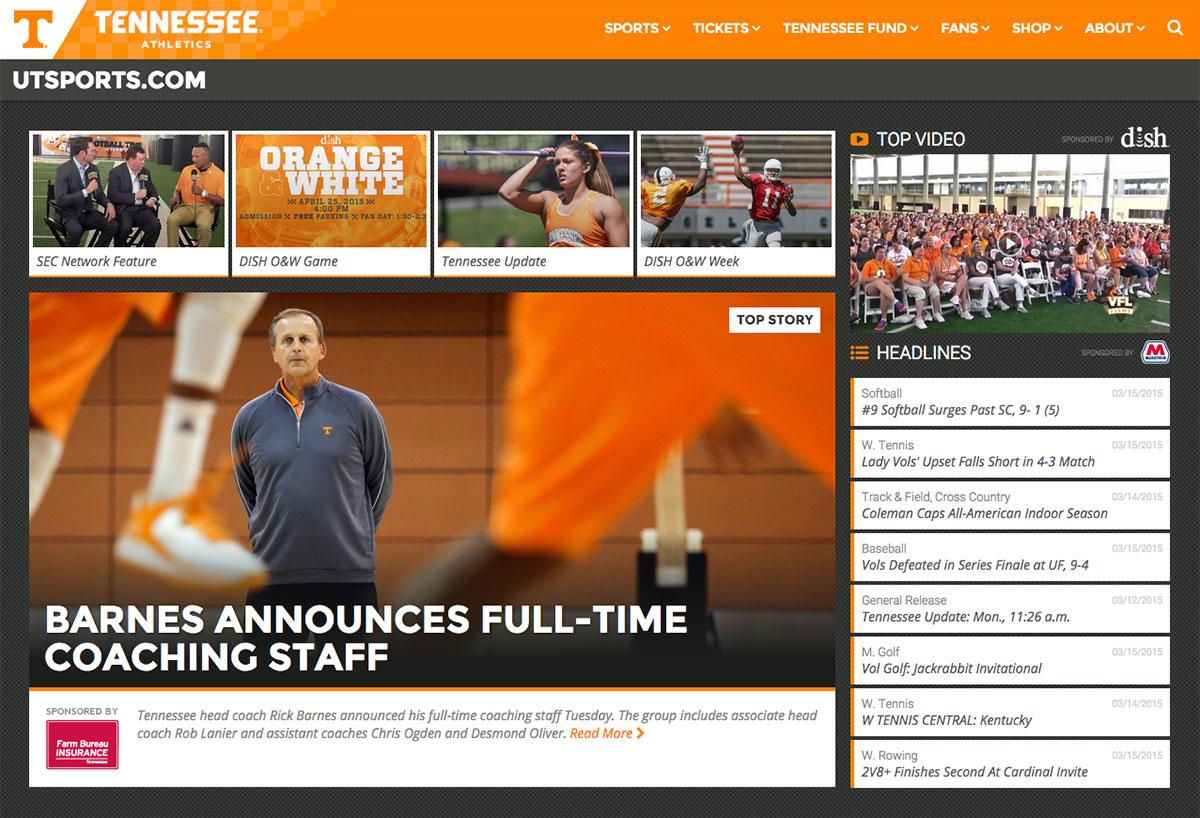 T
TENNESSEE
ATHLETICS
SPORTS
TICKETS
TENNESSEE FUND
FANS
SHOP
ABOUT
UTSPORTS.COM
SEC Network Feature
dish
ORANGE
& WHITE
APRIL 25, 2015
4:00 PM
ADMISSION × FREE PARKING × FAN DAY: 1:30-2:3
DISH O&W Game
Tennessee Update
DISH O&W Week
TOP STORY
BARNES ANNOUNCES FULL-TIME
COACHING STAFF
SPONSORED BY
Farm Bureau
INSURANCE
Tennessee
Tennessee head coach Rick Barnes announced his full-time coaching staff Tuesday. The group includes associate head
coach Rob Lanier and assistant coaches Chris Ogden and Desmond Oliver. Read More
TOP VIDEO
SPONSORED BY dish
VFL
FILMS
HEADLINES
SPONSORED BY
M
MARATHON
Softball 03/15/2015
#9 Softball Surges Past SC, 9- 1 (5)
W. Tennis 03/15/2015
Lady Vols' Upset Falls Short in 4-3 Match
Track & Field, Cross Country 03/14/2015
Coleman Caps All-American Indoor Season
Baseball 03/15/2015
Vols Defeated in Series Finale at UF, 9-4
General Release 03/12/2015
Tennessee Update: Mon., 11:26 a.m.
M. Golf 03/15/2015
Vol Golf: Jackrabbit Invitational
W. Tennis 03/14/2015
W TENNIS CENTRAL: Kentucky
W. Rowing 03/15/2015
2V8+ Finishes Second At Cardinal Invite